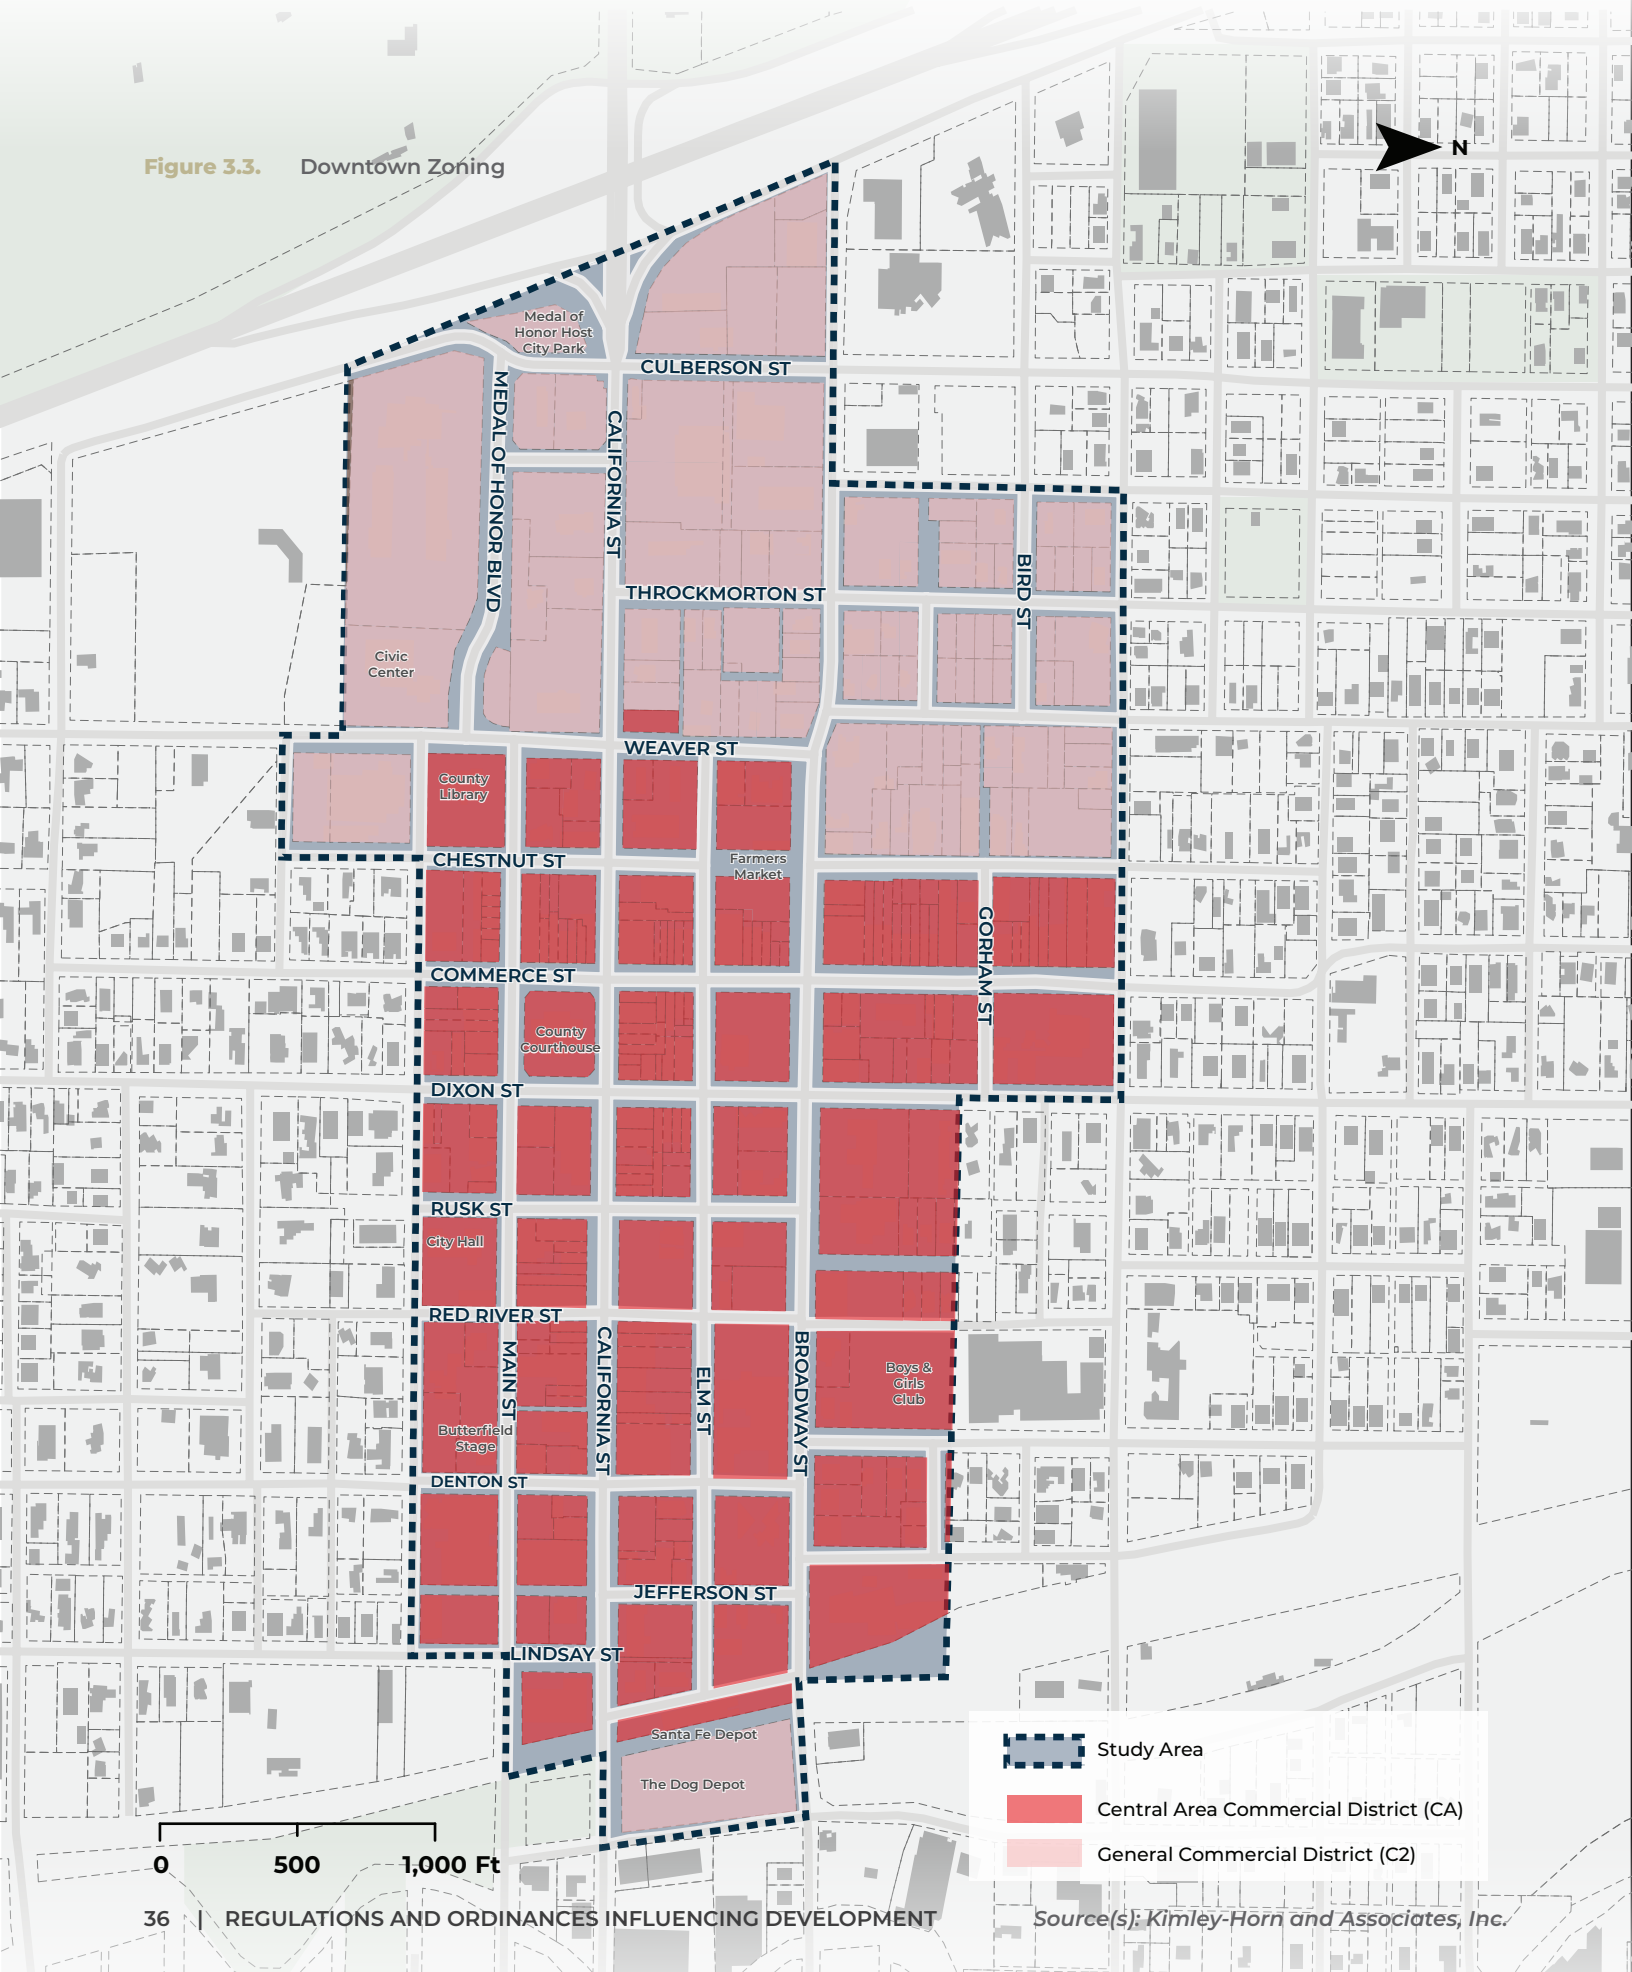 Figure 3.3. Downtown Zoning
N
Medal of
Honor Host
City Park
CULBERSON ST
MEDAL OF HONOR BLVD
CALIFORNIA ST
THROCKMORTON ST
BIRD ST
Civic
Center
WEAVER ST
County
Library
CHESTNUT ST
Farmers
Market
GORHAM ST
COMMERCE ST
County
Courthouse
DIXON ST
RUSK ST
City Hall
RED RIVER ST
MAIN ST
CALIFORNIA ST
ELM ST
BROADWAY ST
Boys &
Girls
Club
Butterfield
Stage
DENTON ST
JEFFERSON ST
LINDSAY ST
Santa Fe Depot
The Dog Depot
Study Area
Central Area Commercial District (CA)
General Commercial District (C2)
0 500 1,000 Ft
36 | REGULATIONS AND ORDINANCES INFLUENCING DEVELOPMENT
Source(s): Kimley-Horn and Associates, Inc.